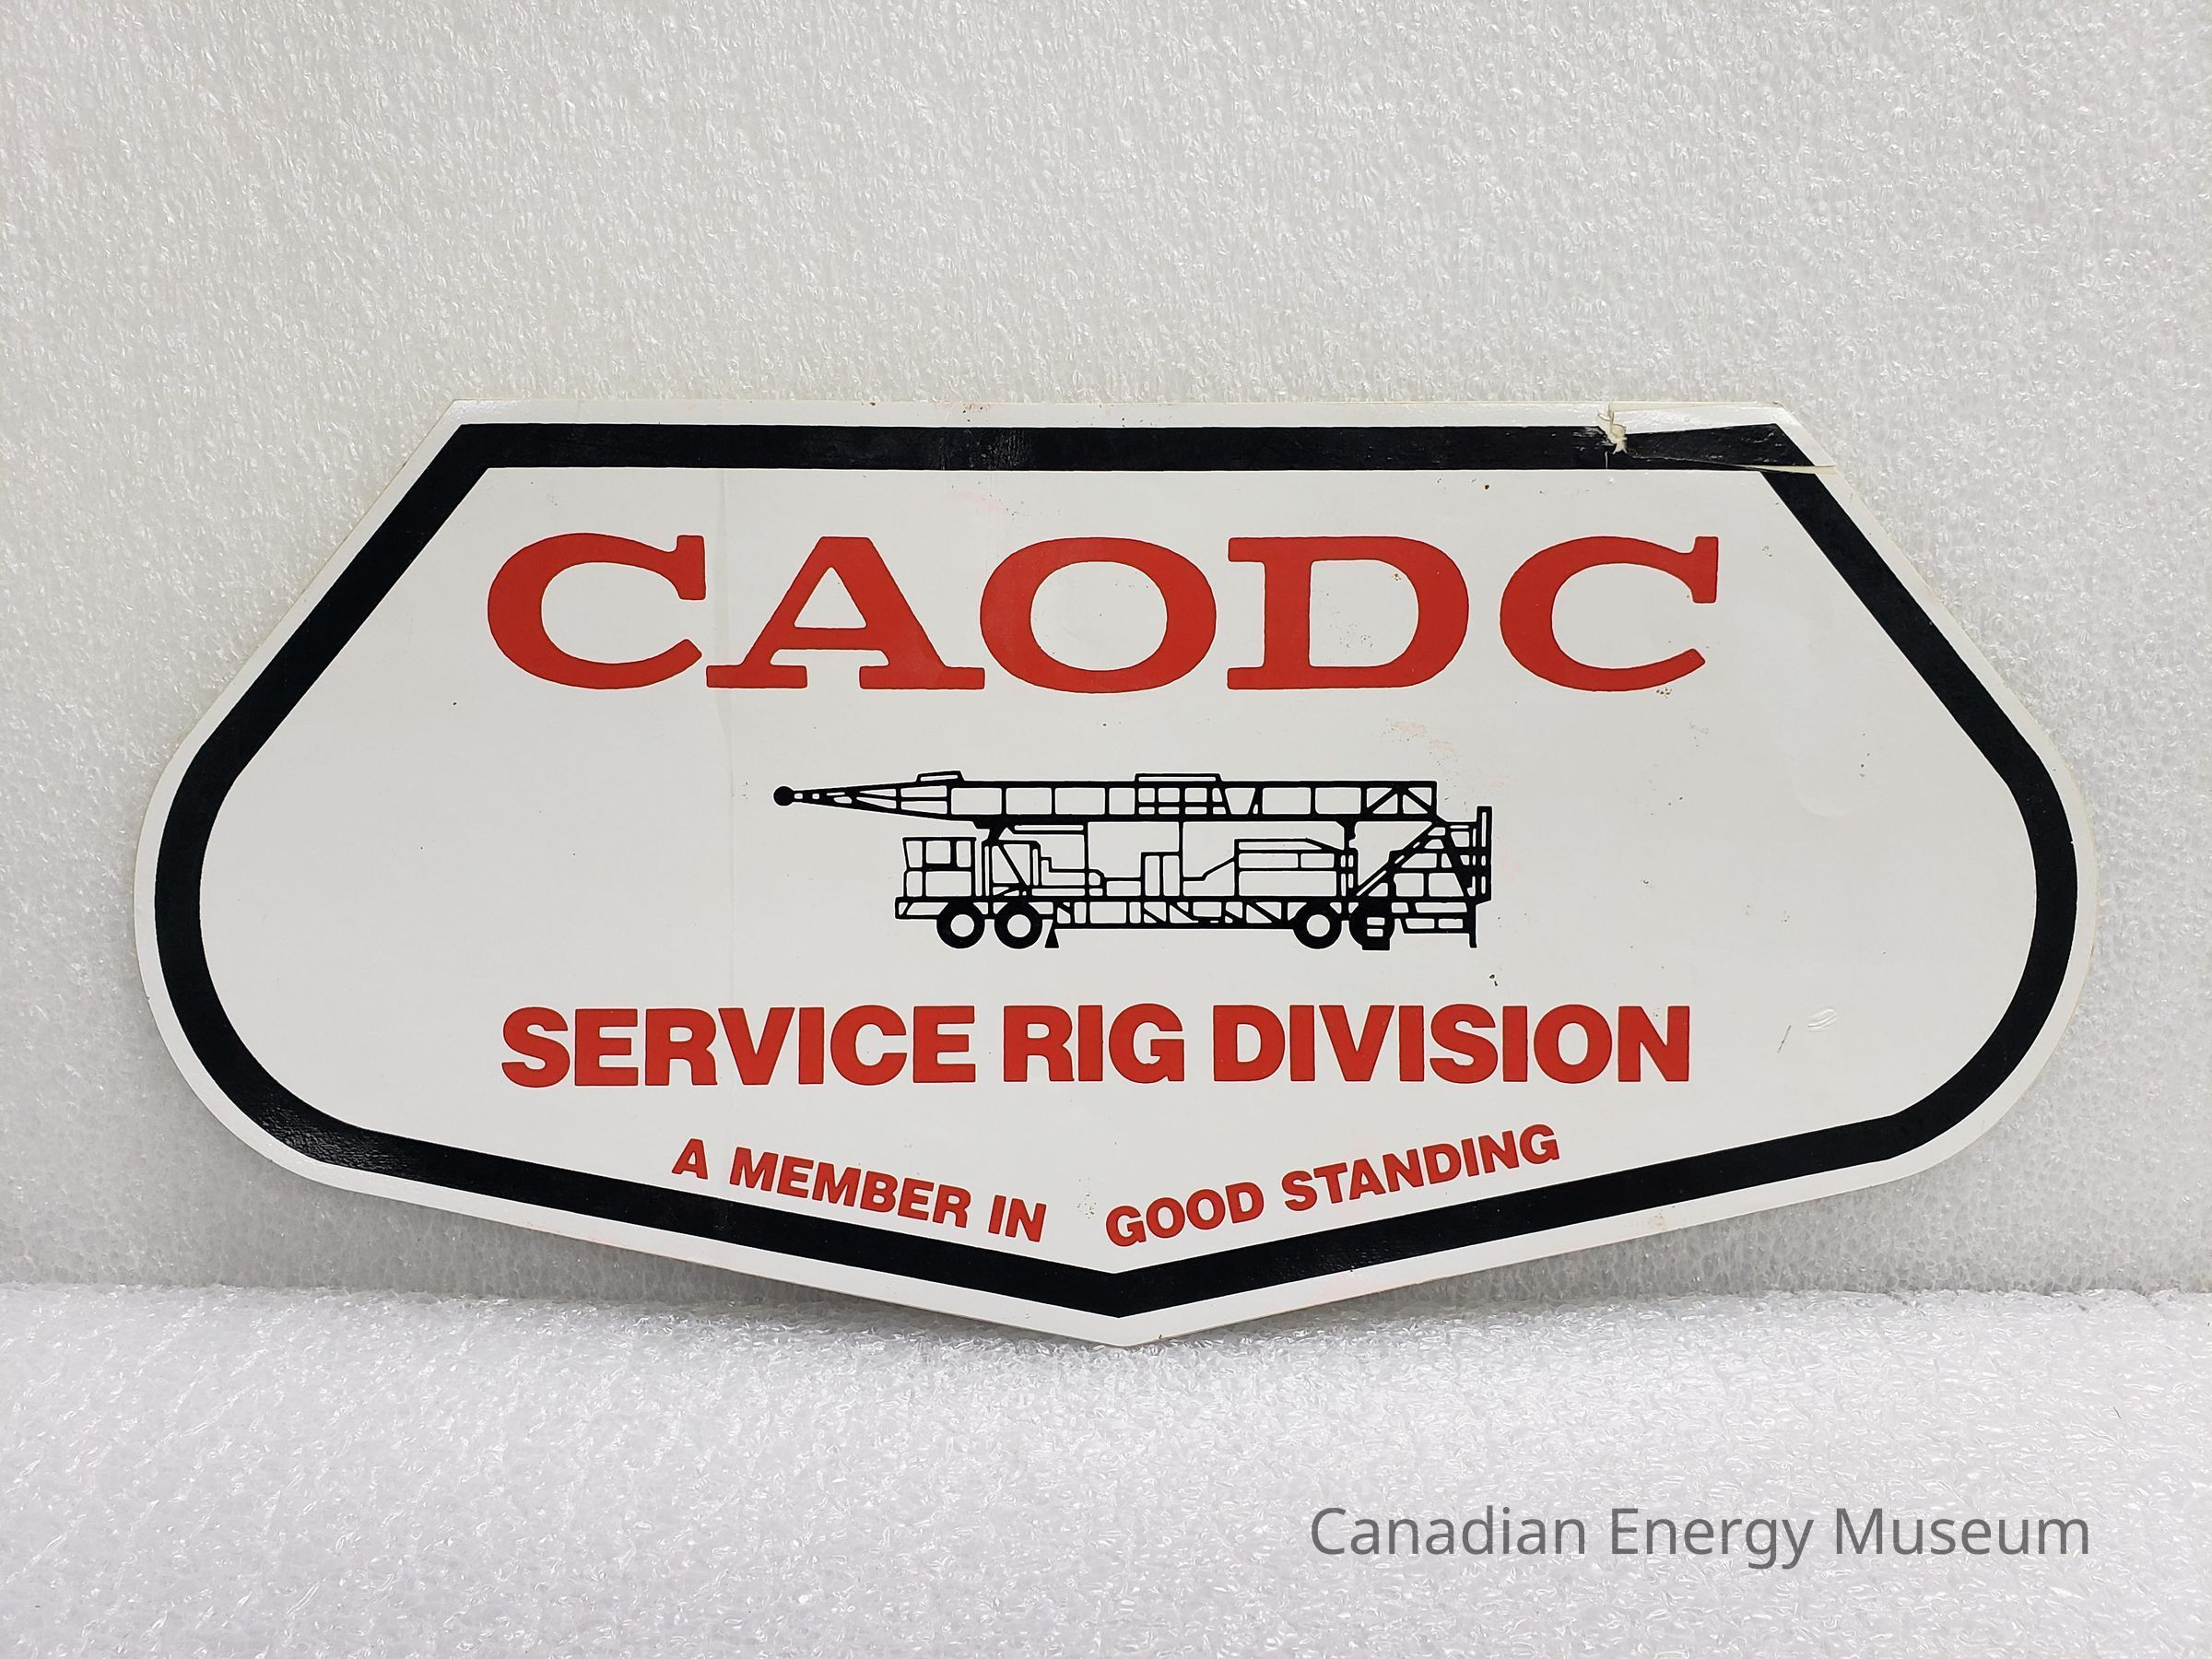 CAODC
SERVICE RIG DIVISION
A MEMBER IN GOOD STANDING
Canadian Energy Museum